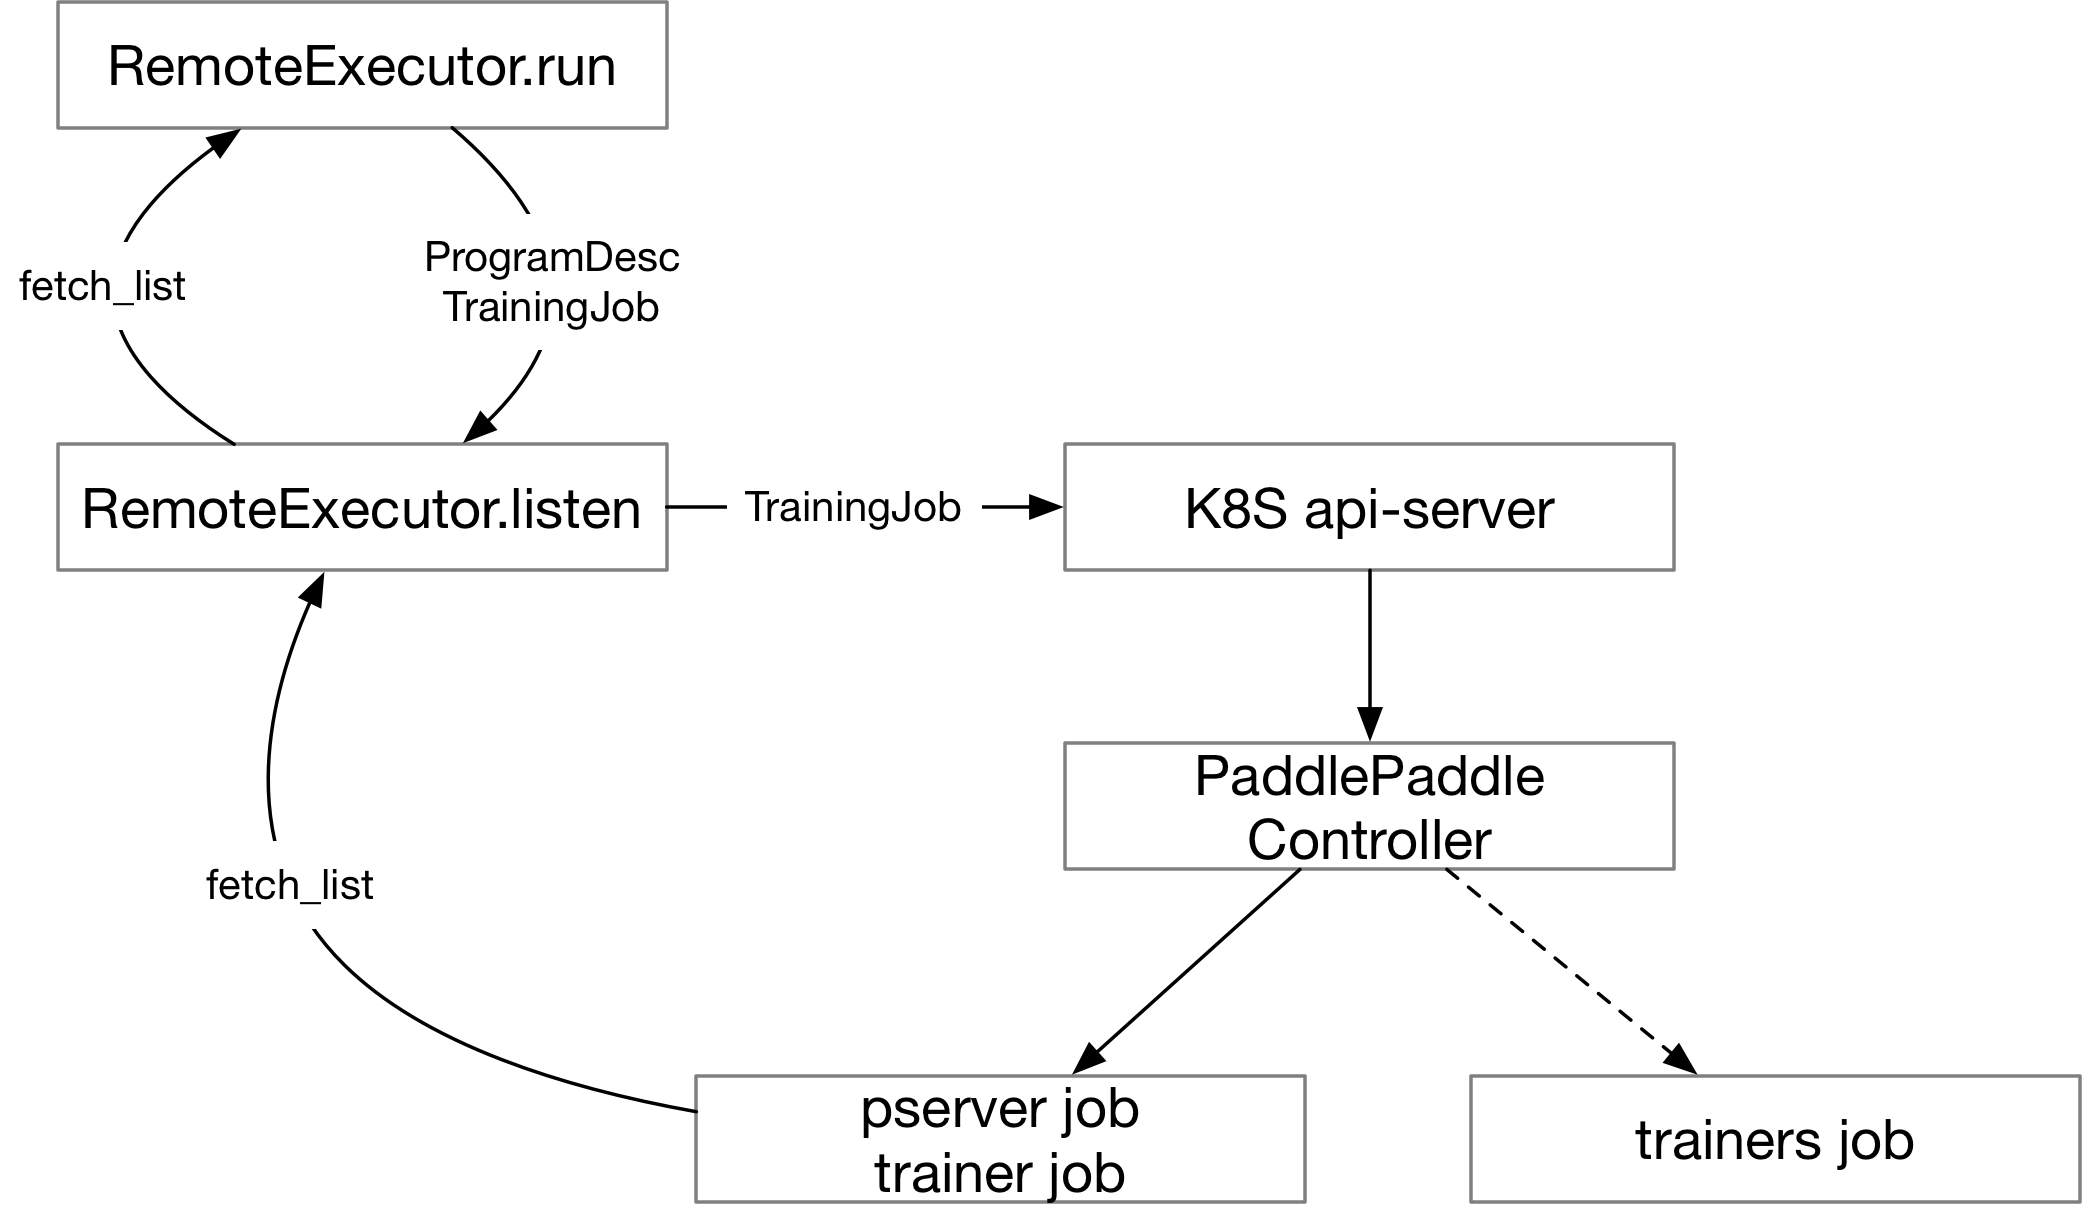 RemoteExecutor.run
ProgramDesc
TrainingJob
fetch_list
RemoteExecutor.listen
TrainingJob
K8S api-server
PaddlePaddle
Controller
fetch_list
pserver job
trainer job
trainers job